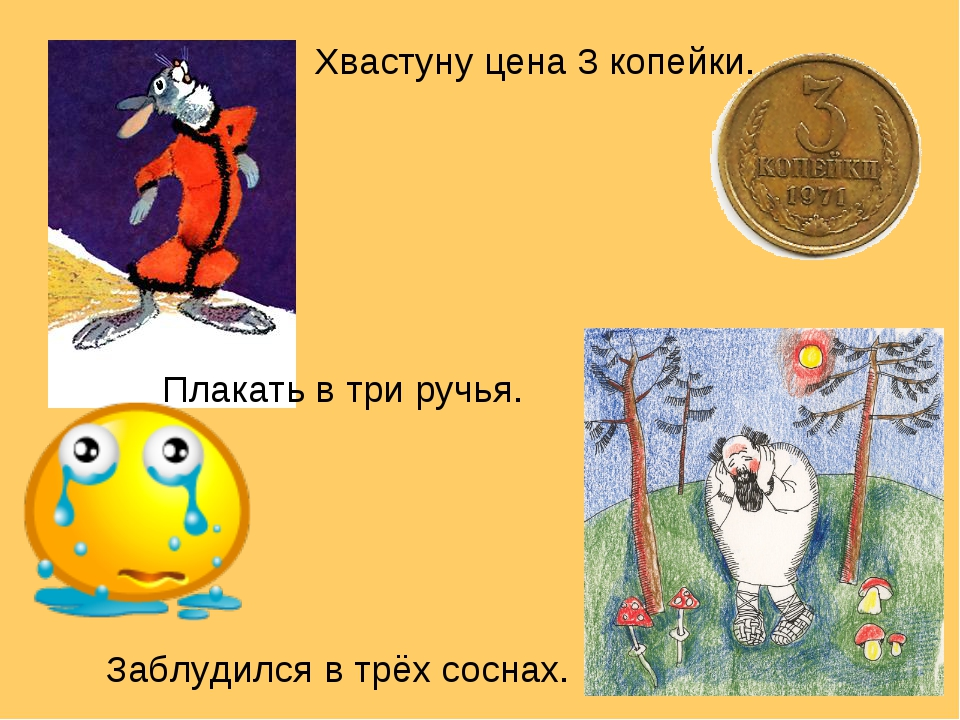 Хвастуну цена 3 копейки.
3
КОПЕЙКИ
1971
Плакать в три ручья.
Заблудился в трёх соснах.